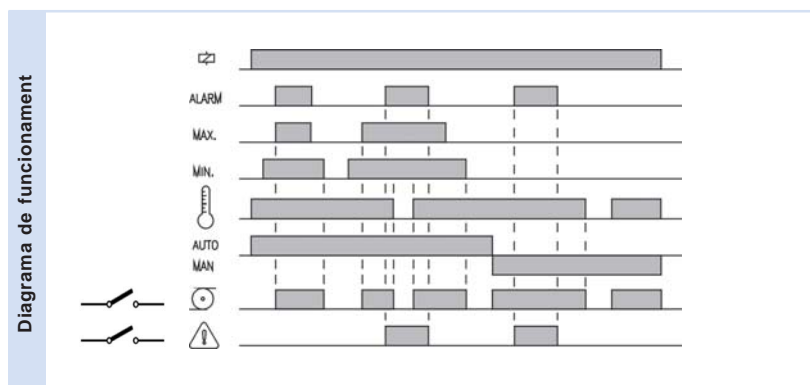 Diagrama de funcionament
ALARM
MAX.
MIN.
AUTO
MAN